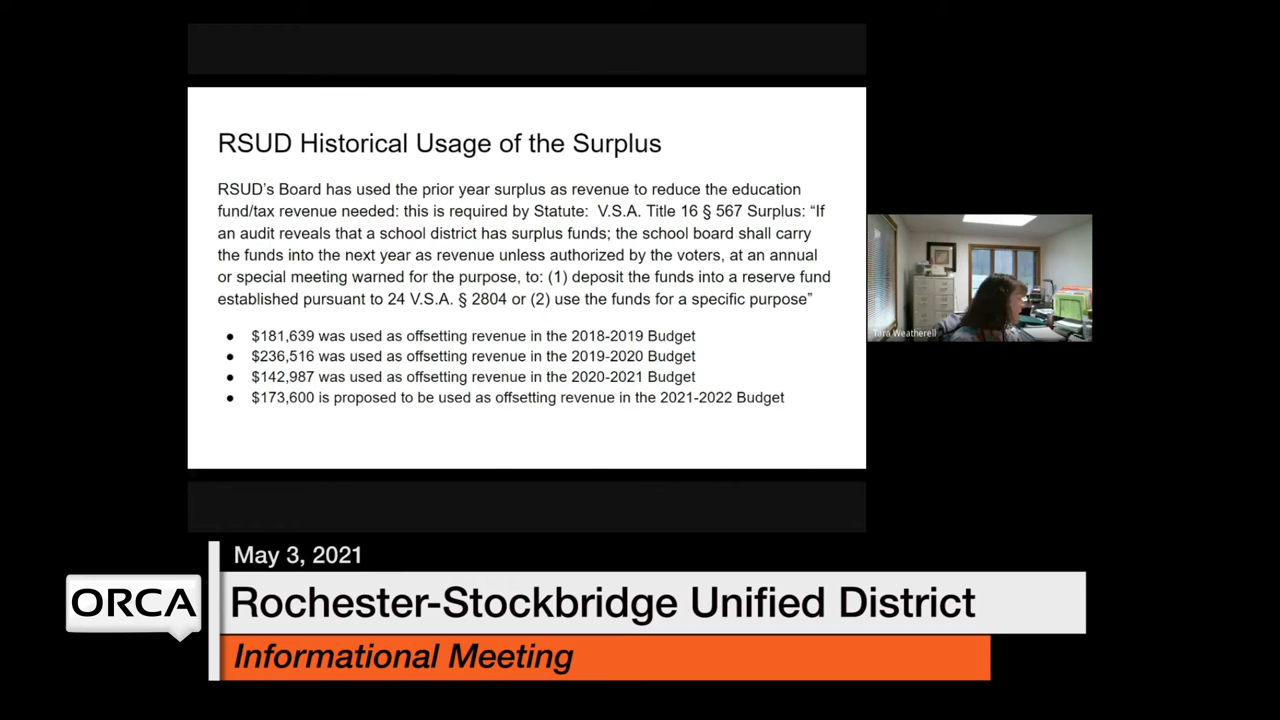 RSUD Historical Usage of the Surplus
RSUD's Board has used the prior year surplus as revenue to reduce the education
fund/tax revenue needed: this is required by Statute:  V.S.A. Title 16 § 567 Surplus: “If
an audit reveals that a school district has surplus funds; the school board shall carry
the funds into the next year as revenue unless authorized by the voters, at an annual
or special meeting warned for the purpose, to: (1) deposit the funds into a reserve fund
established pursuant to 24 V.S.A. § 2804 or (2) use the funds for a specific purpose”
● $181,639 was used as offsetting revenue in the 2018-2019 Budget
● $236,516 was used as offsetting revenue in the 2019-2020 Budget
● $142,987 was used as offsetting revenue in the 2020-2021 Budget
● $173,600 is proposed to be used as offsetting revenue in the 2021-2022 Budget
Tara Weatherell
May 3, 2021
ORCA
Rochester-Stockbridge Unified District
Informational Meeting